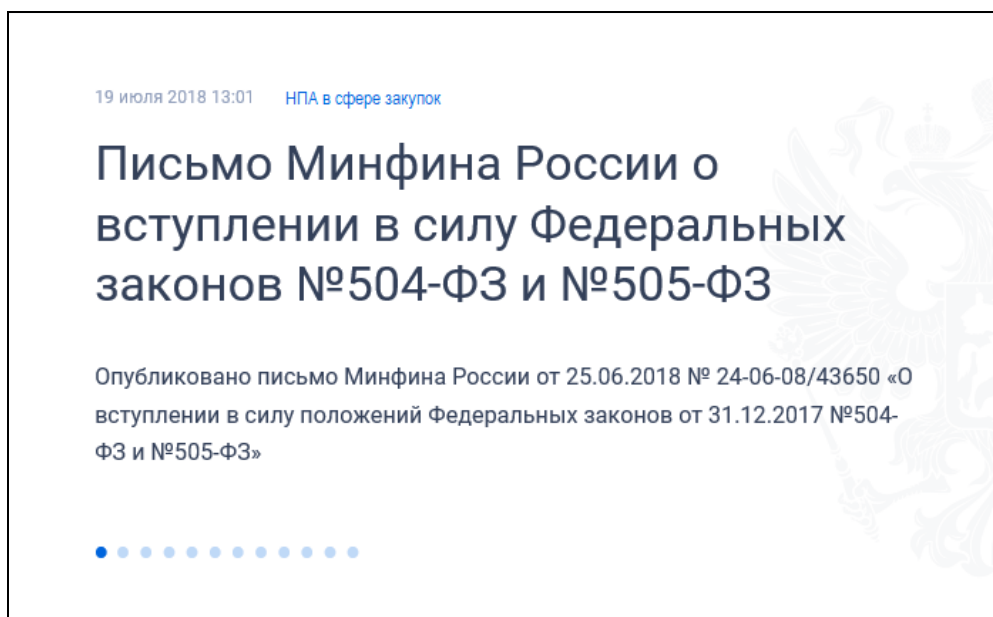 19 июля 2018 13:01 НПА в сфере закупок
Письмо Минфина России о
вступлении в силу Федеральных
законов №504-ФЗ и №505-ФЗ
Опубликовано письмо Минфина России от 25.06.2018 № 24-06-08/43650 «О
вступлении в силу положений Федеральных законов от 31.12.2017 №504-
ФЗ и №505-ФЗ»